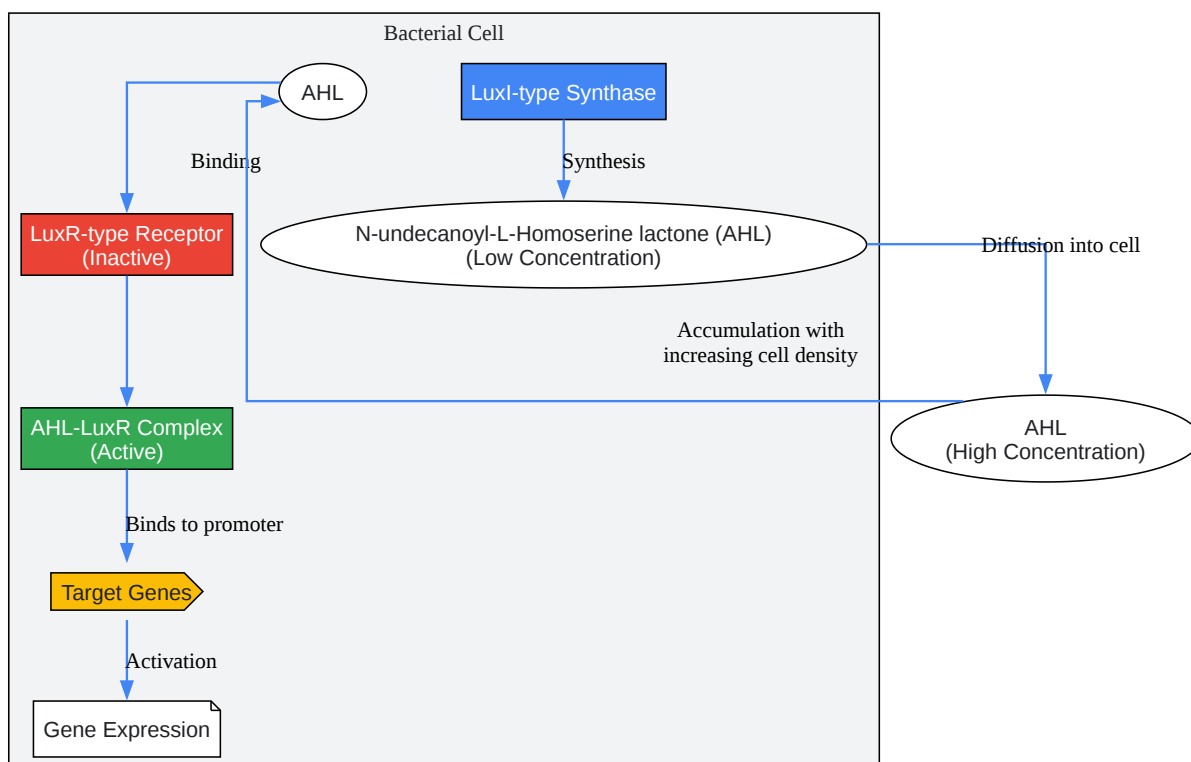 Bacterial Cell
AHL
LuxI-type Synthase
Binding
Synthesis
LuxR-type Receptor
(Inactive)
N-undecanoyl-L-Homoserine lactone (AHL)
(Low Concentration)
Diffusion into cell
Accumulation with
increasing cell density
AHL-LuxR Complex
(Active)
AHL
(High Concentration)
Binds to promoter
Target Genes
Activation
Gene Expression